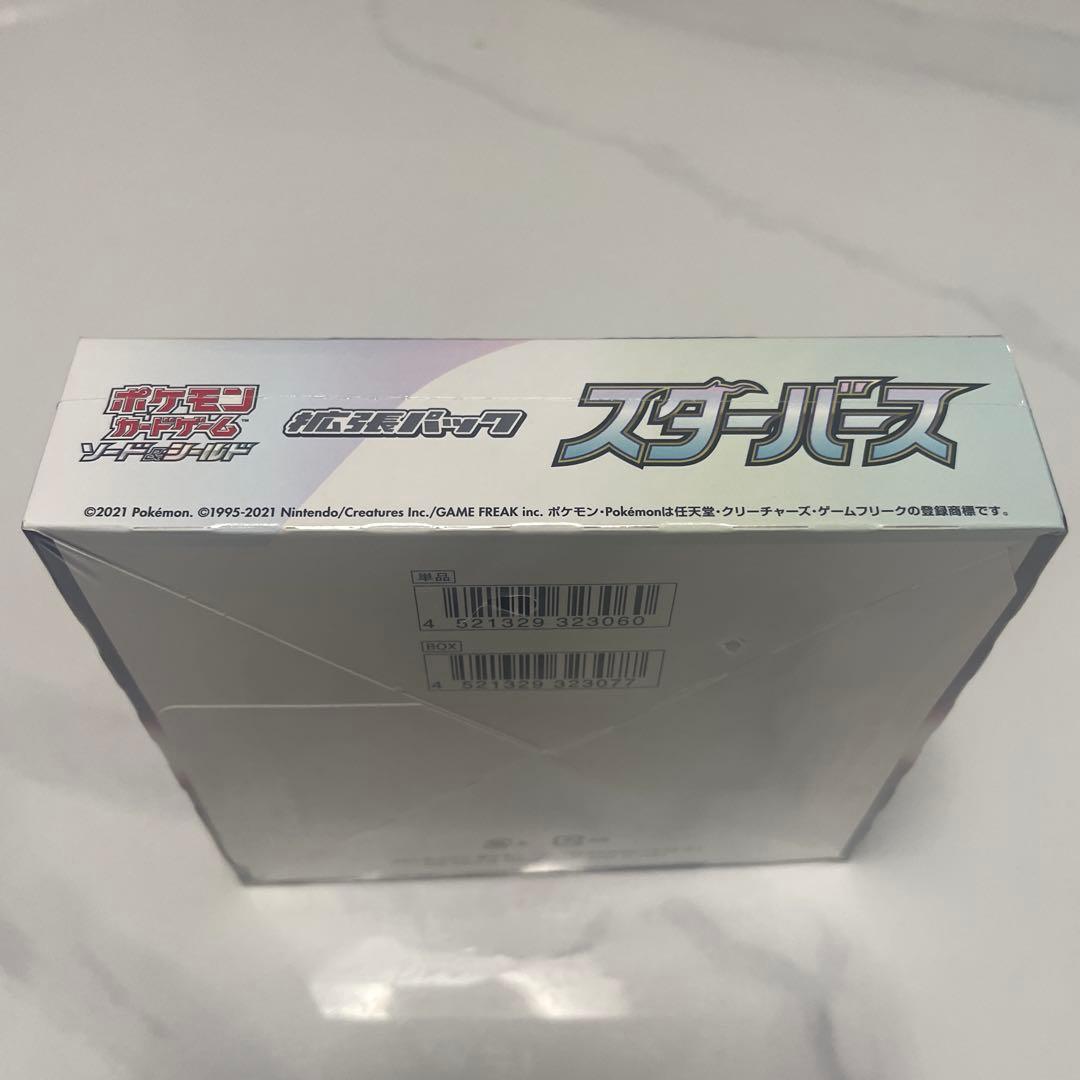 ポケモン
カードゲーム™
ソード&シールド
拡張パック
スターバース
©2021 Pokémon. ©1995-2021 Nintendo/Creatures Inc./GAME FREAK inc. ポケモン・Pokémonは任天堂・クリーチャーズ・ゲームフリークの登録商標です。
単品
4 521329 323060
BOX
4 521329 323077